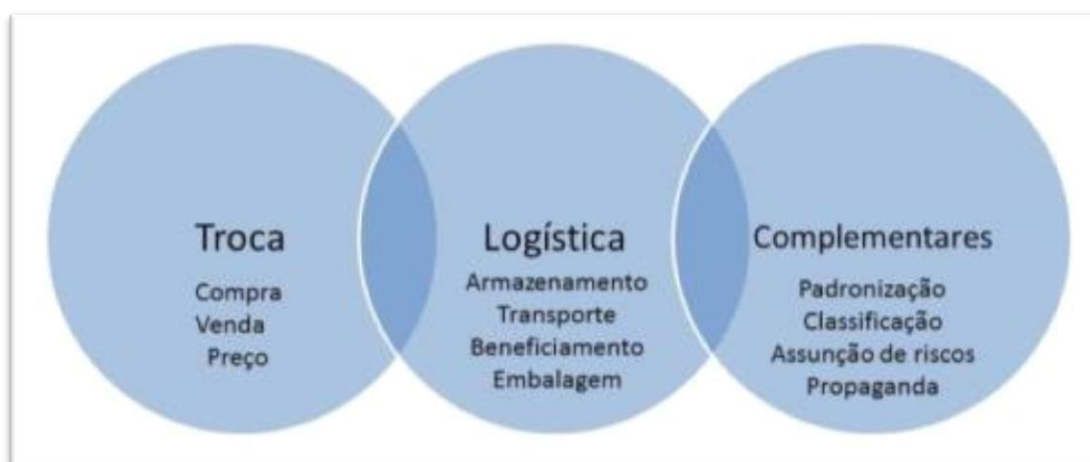 Troca
Compra
Venda
Preço
Logística
Armazenamento
Transporte
Beneficiamento
Embalagem
Complementares
Padronização
Classificação
Assunção de riscos
Propaganda